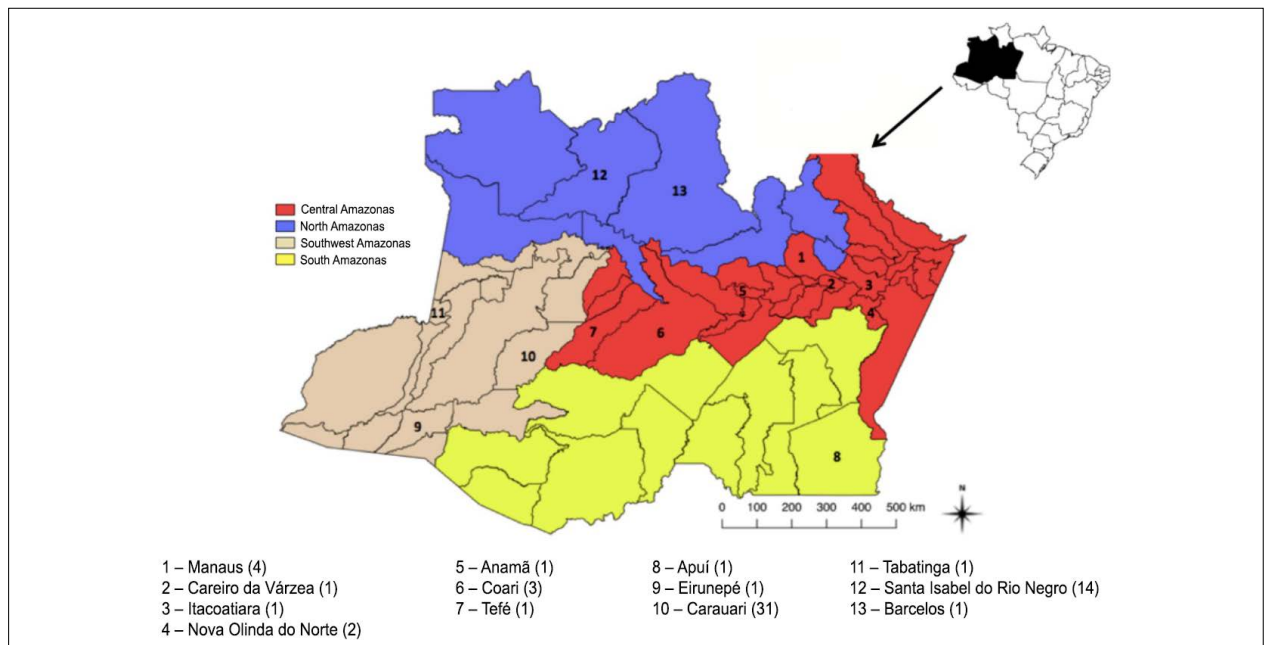 12
13
Central Amazonas
North Amazonas
Southwest Amazonas
South Amazonas
1
5
2
3
11
4
7
6
10
9
8
N
0 100 200 300 400 500 km
1 – Manaus (4)
2 – Careiro da Várzea (1)
3 – Itacoatiara (1)
4 – Nova Olinda do Norte (2)
5 – Anamã (1)
6 – Coari (3)
7 – Tefé (1)
8 – Apuí (1)
9 – Eirunepé (1)
10 – Carauari (31)
11 – Tabatinga (1)
12 – Santa Isabel do Rio Negro (14)
13 – Barcelos (1)